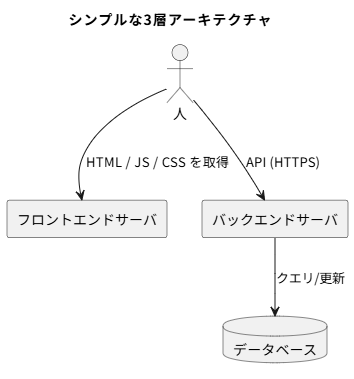 シンプルな3層アーキテクチャ
人
HTML / JS / CSS を取得
API (HTTPS)
フロントエンドサーバ
バックエンドサーバ
クエリ/更新
データベース